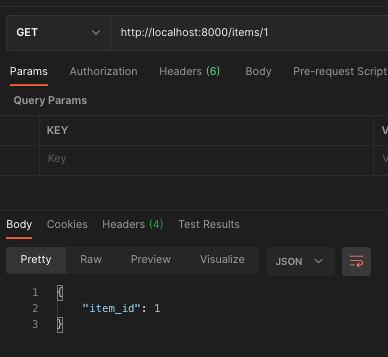 GET http://localhost:8000/items/1
Params Authorization Headers (6) Body Pre-request Script
Query Params
KEY V
Key V
Body Cookies Headers (4) Test Results
Pretty Raw Preview Visualize JSON
1 {
2 "item_id": 1
3 }